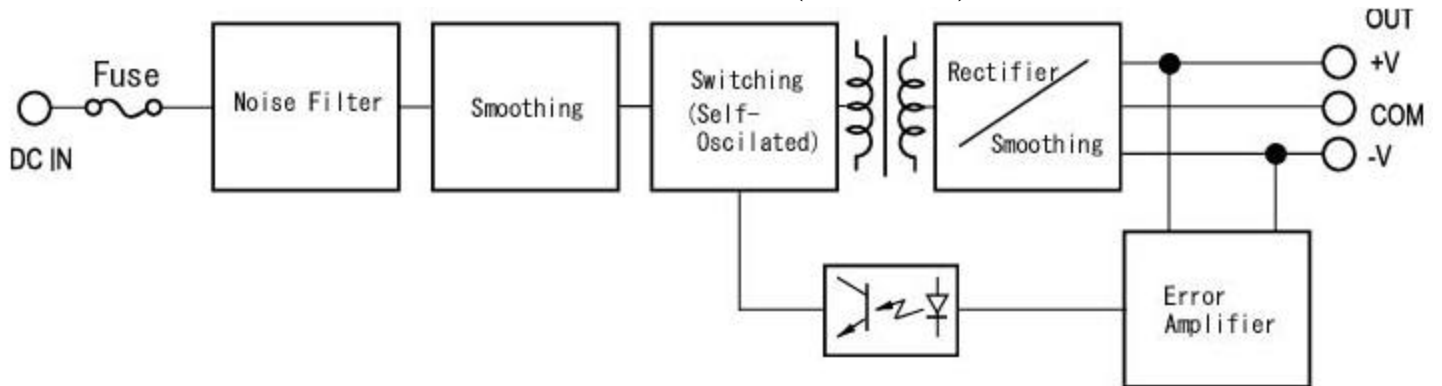 OUT
Fuse
+V
Noise Filter
Smoothing
Switching
(Self-
Oscilated)
Rectifier
Smoothing
COM
DC IN
-V
Error
Amplifier